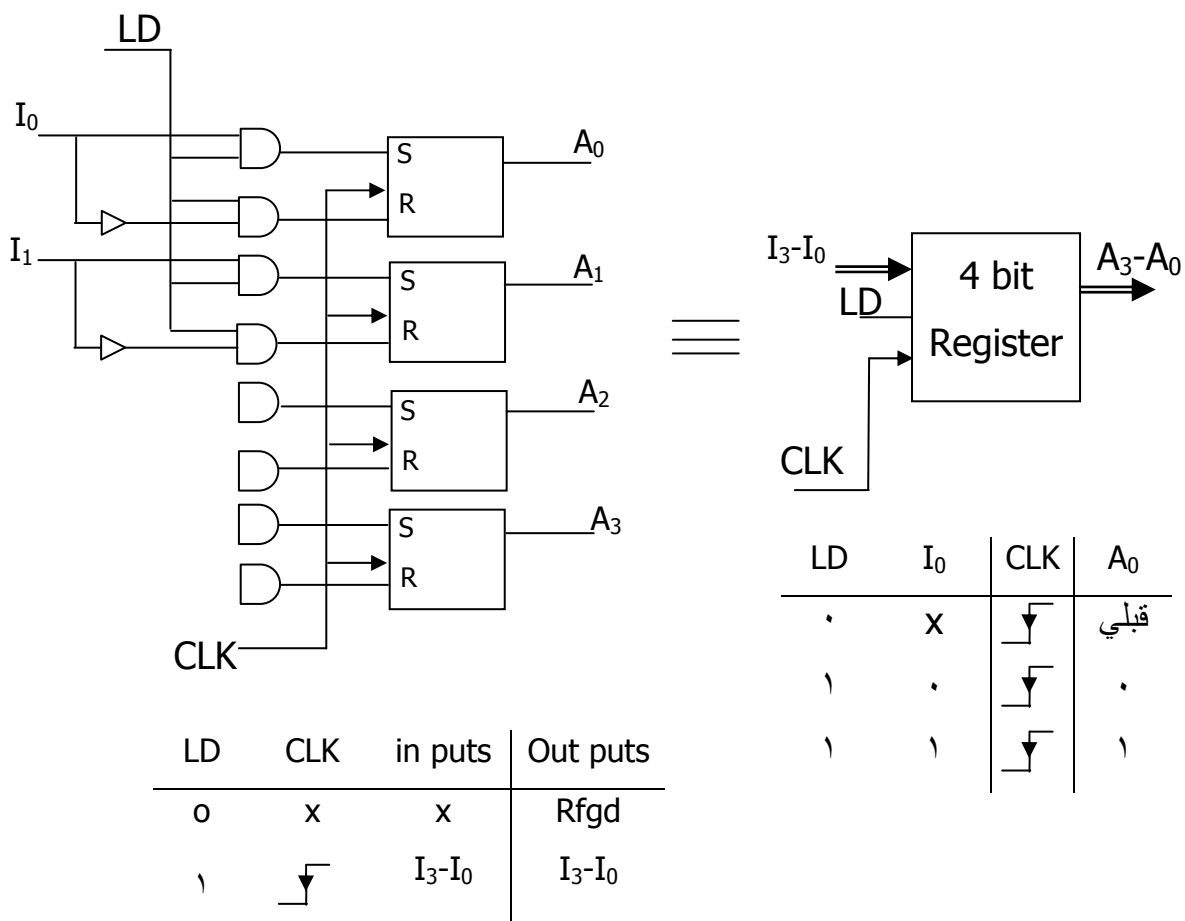 LD
I₀
S
R
A₀
I₁
S
R
A₁
S
R
A₂
S
R
A₃
CLK
I₃-I₀
LD
CLK
4 bit
Register
A₃-A₀
LD I₀ CLK A₀
٠ x قبلي
١ ٠ ٠
١ ١ ١
LD CLK in puts Out puts
o x x Rfgd
١ I₃-I₀ I₃-I₀